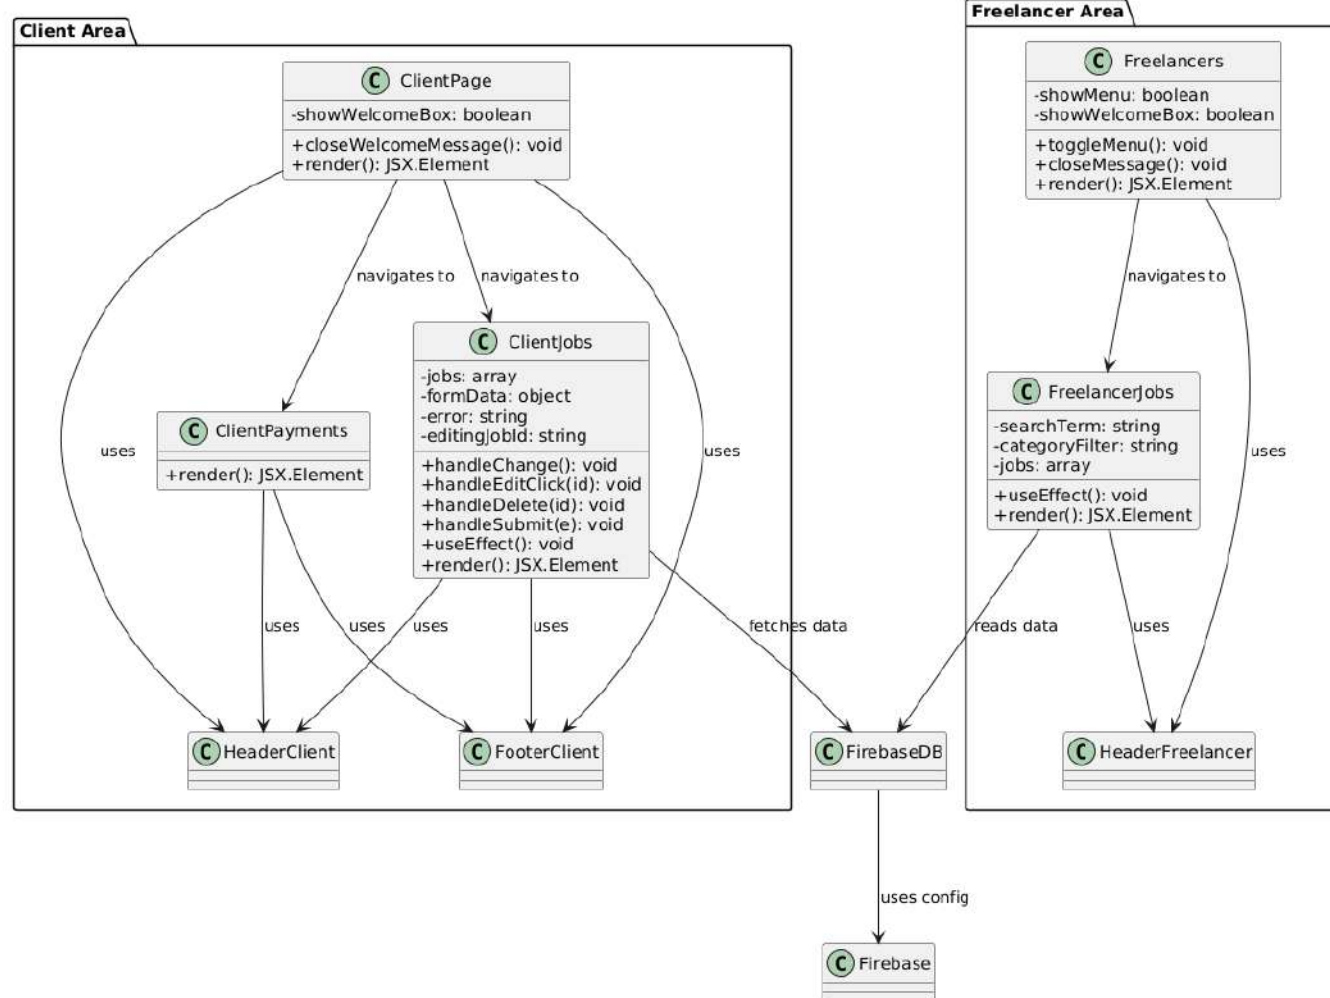 Client Area
C ClientPage
-showWelcomeBox: boolean
+closeWelcomeMessage(): void
+render(): JSX.Element
navigates to
navigates to
C ClientJobs
-jobs: array
-formData: object
-error: string
-editingJobId: string
+handleChange(): void
+handleEditClick(id): void
+handleDelete(id): void
+handleSubmit(e): void
+useEffect(): void
+render(): JSX.Element
C ClientPayments
+render(): JSX.Element
uses
uses
uses
uses
uses
uses
fetches data
C HeaderClient
C FooterClient
C FirebaseDB
uses config
C Firebase
Freelancer Area
C Freelancers
-showMenu: boolean
-showWelcomeBox: boolean
+toggleMenu(): void
+closeMessage(): void
+render(): JSX.Element
navigates to
C FreelancerJobs
-searchTerm: string
-categoryFilter: string
-jobs: array
+useEffect(): void
+render(): JSX.Element
uses
reads data
uses
C HeaderFreelancer